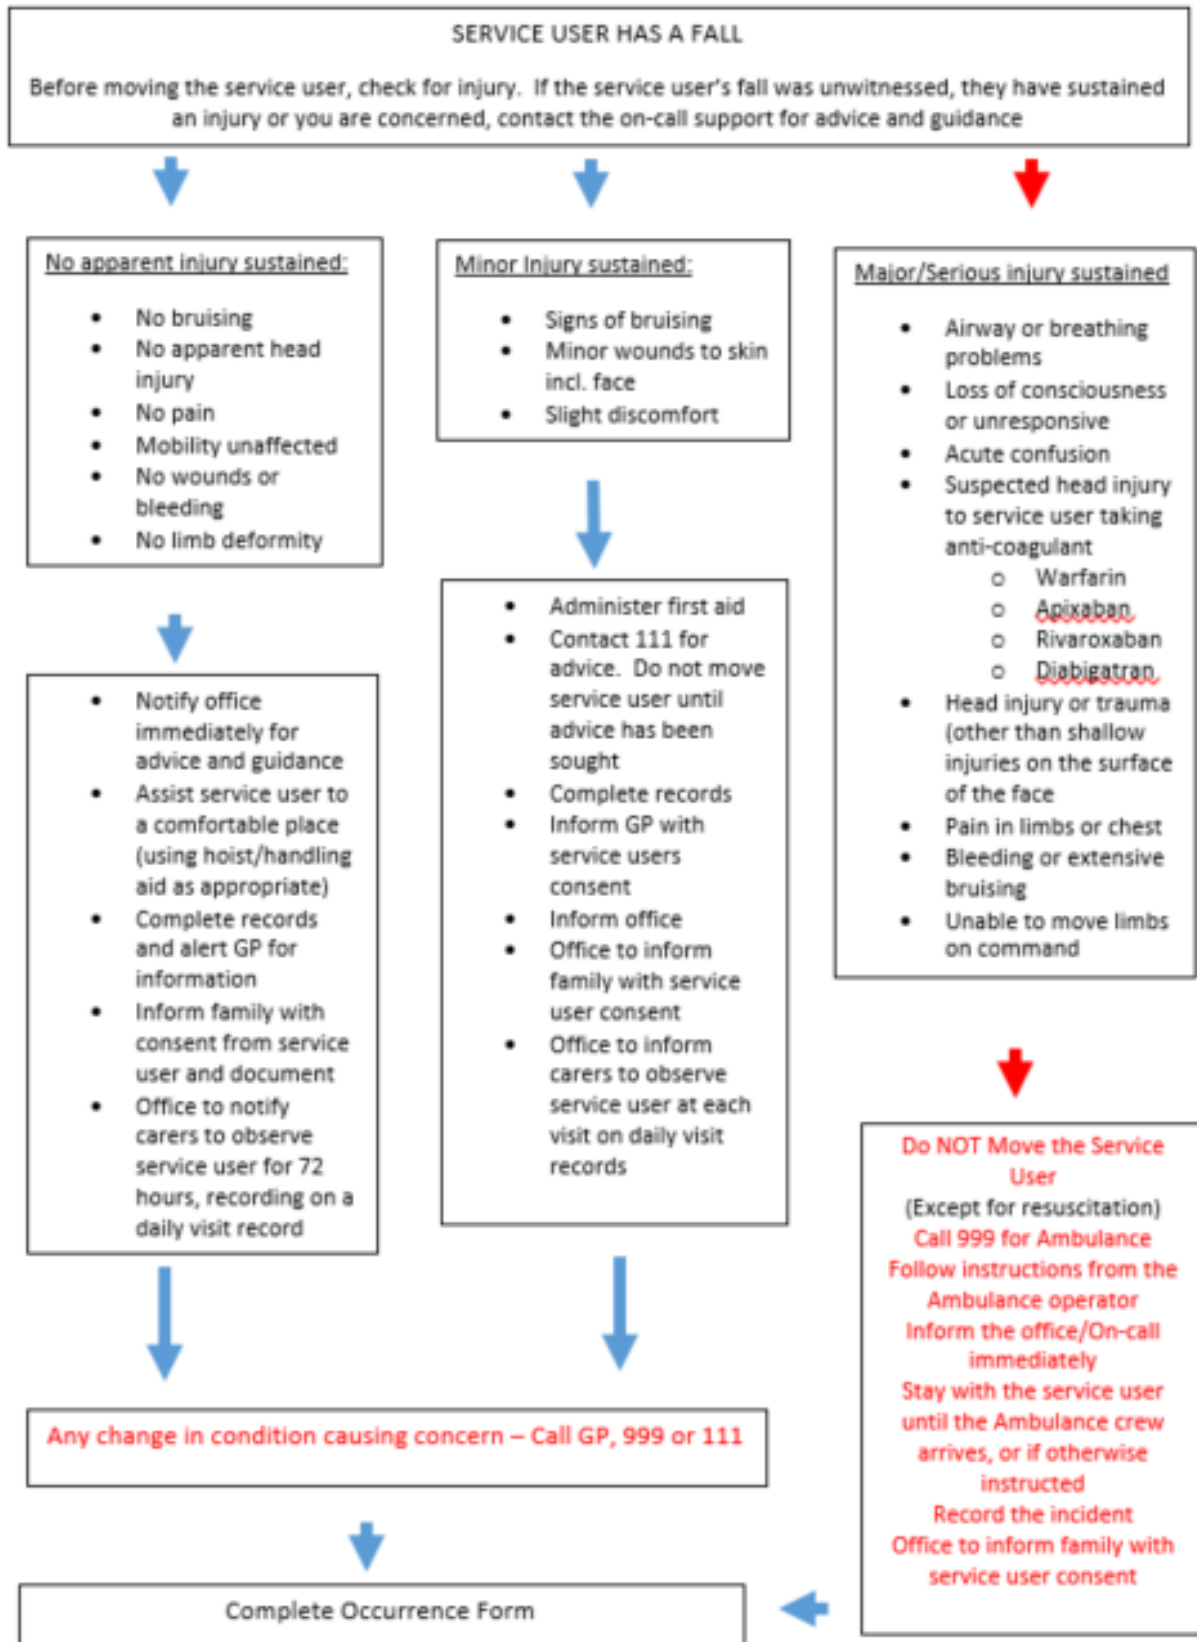 SERVICE USER HAS A FALL
Before moving the service user, check for injury.  If the service user's fall was unwitnessed, they have sustained
an injury or you are concerned, contact the on-call support for advice and guidance
No apparent injury sustained:
• No bruising
• No apparent head
injury
• No pain
• Mobility unaffected
• No wounds or
bleeding
• No limb deformity
Minor Injury sustained:
• Signs of bruising
• Minor wounds to skin
incl. face
• Slight discomfort
Major/Serious injury sustained
• Airway or breathing
problems
• Loss of consciousness
or unresponsive
• Acute confusion
• Suspected head injury
to service user taking
anti-coagulant
o Warfarin
o Apixaban
o Rivaroxaban
o Diabigatran
• Head injury or trauma
(other than shallow
injuries on the surface
of the face
• Pain in limbs or chest
• Bleeding or extensive
bruising
• Unable to move limbs
on command
• Notify office
immediately for
advice and guidance
• Assist service user to
a comfortable place
(using hoist/handling
aid as appropriate)
• Complete records
and alert GP for
information
• Inform family with
consent from service
user and document
• Office to notify
carers to observe
service user for 72
hours, recording on a
daily visit record
• Administer first aid
• Contact 111 for
advice.  Do not move
service user until
advice has been
sought
• Complete records
• Inform GP with
service users
consent
• Inform office
• Office to inform
family with service
user consent
• Office to inform
carers to observe
service user at each
visit on daily visit
records
Do NOT Move the Service
User
(Except for resuscitation)
Call 999 for Ambulance
Follow instructions from the
Ambulance operator
Inform the office/On-call
immediately
Stay with the service user
until the Ambulance crew
arrives, or if otherwise
instructed
Record the incident
Office to inform family with
service user consent
Any change in condition causing concern – Call GP, 999 or 111
Complete Occurrence Form